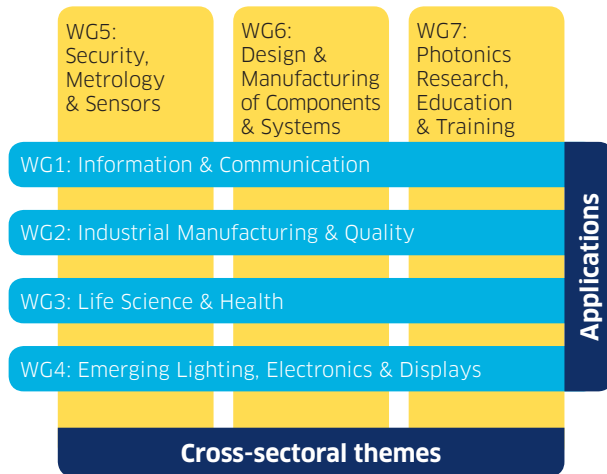 WG5:
Security,
Metrology
& Sensors
WG6:
Design &
Manufacturing
of Components
& Systems
WG7:
Photonics
Research,
Education
& Training
WG1: Information & Communication
WG2: Industrial Manufacturing & Quality
WG3: Life Science & Health
WG4: Emerging Lighting, Electronics & Displays
Applications
Cross-sectoral themes